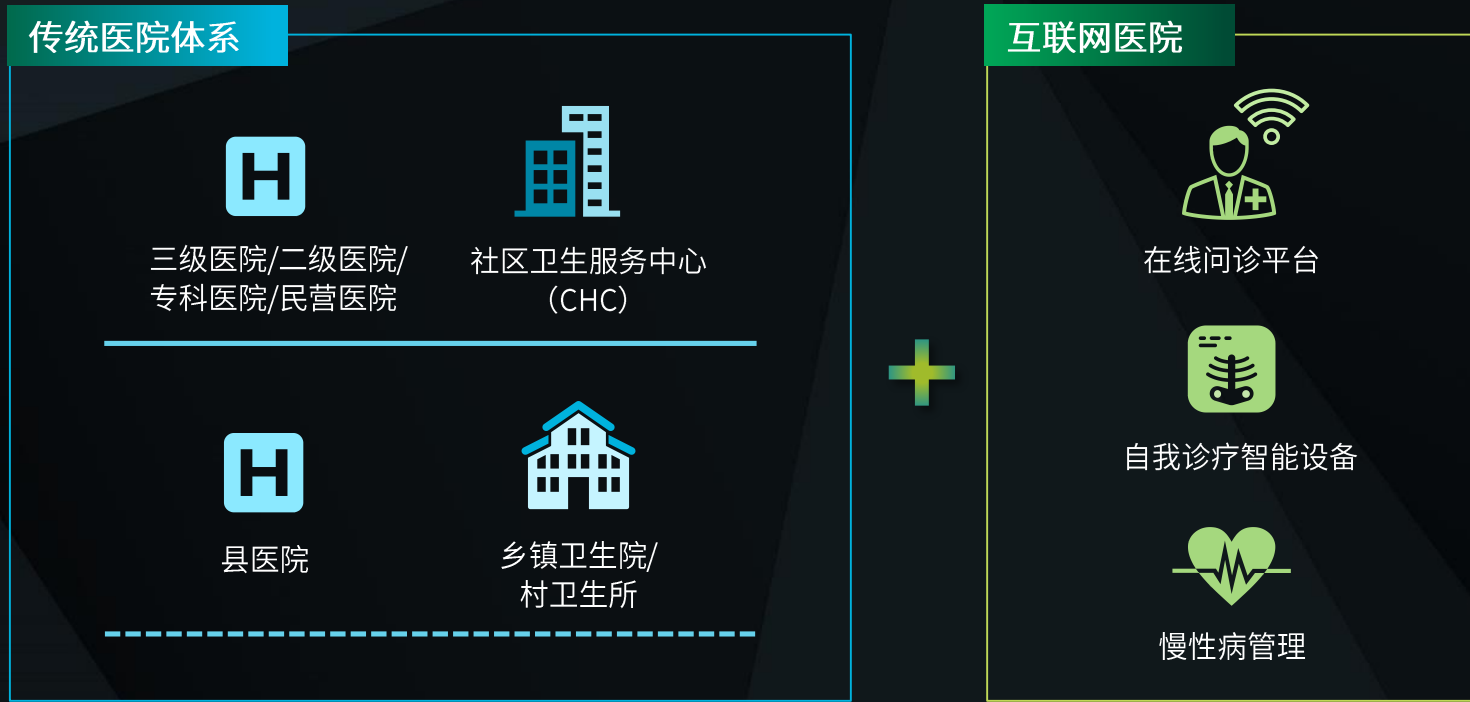 传统医院体系
三级医院/二级医院/
专科医院/民营医院
社区卫生服务中心
（CHC）
县医院
乡镇卫生院/
村卫生所
互联网医院
在线问诊平台
自我诊疗智能设备
慢性病管理